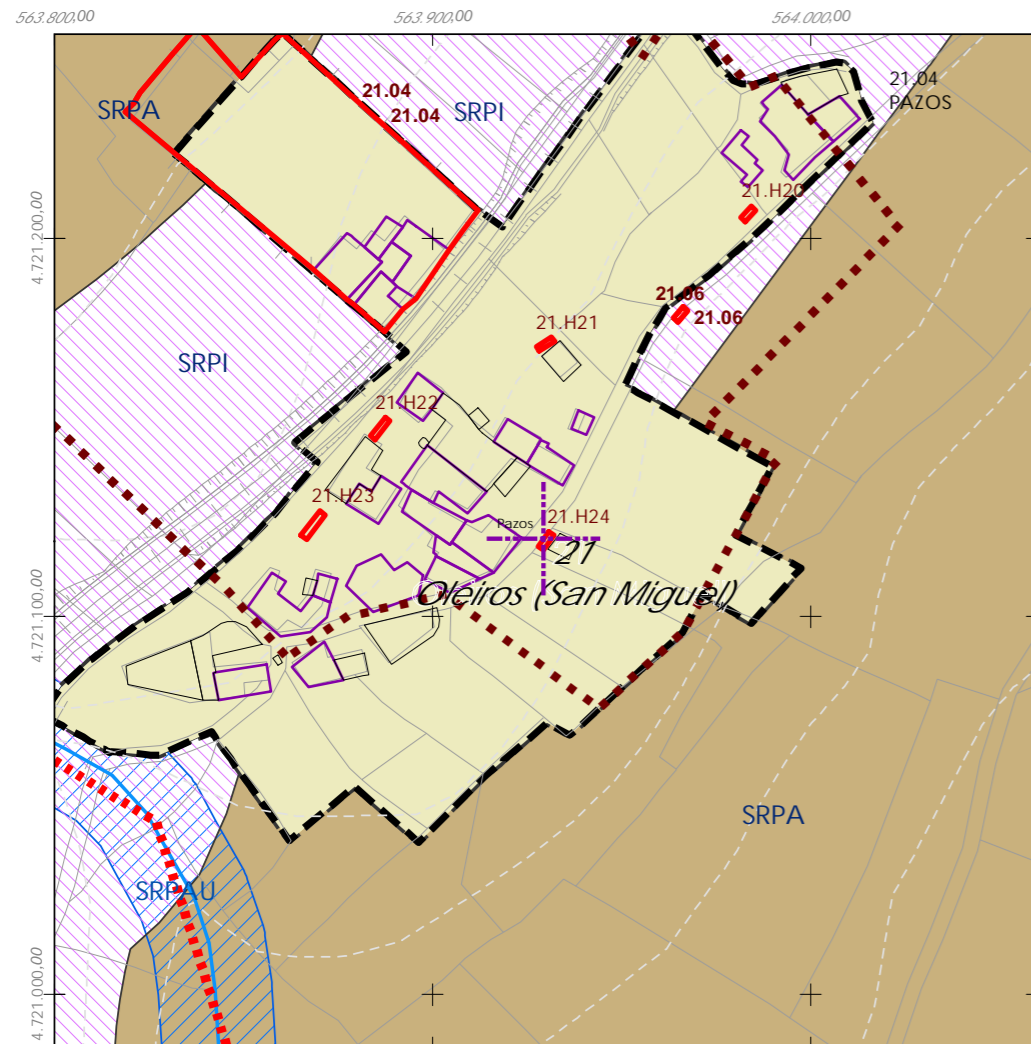 563.800,00
563.900,00
564.000,00
21.04
21.04
SRPA
SRPI
21.04
PAZOS
21.H20
4.721.200,00
21.06
21.06
21.H21
SRPI
21.H22
21.H23
Pazos
21.H24
21
Oleiros (San Miguel)
4.721.100,00
SRPA
SRPAU
4.721.000,00